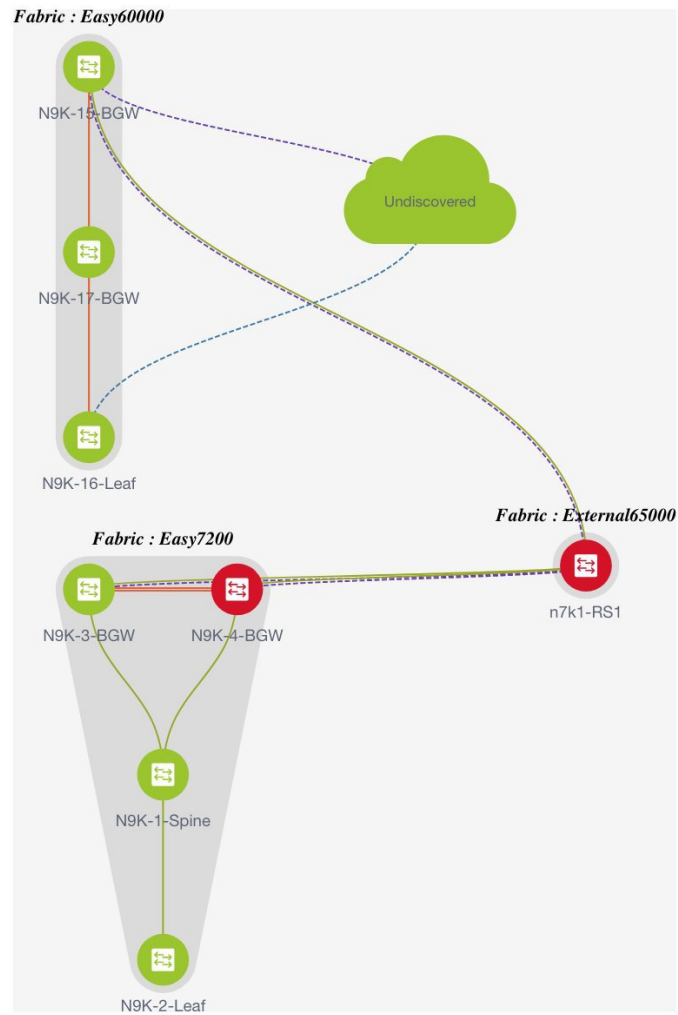 Fabric : Easy60000
N9K-15-BGW
Undiscovered
N9K-17-BGW
N9K-16-Leaf
Fabric : External65000
n7k1-RS1
Fabric : Easy7200
N9K-3-BGW
N9K-4-BGW
N9K-1-Spine
N9K-2-Leaf